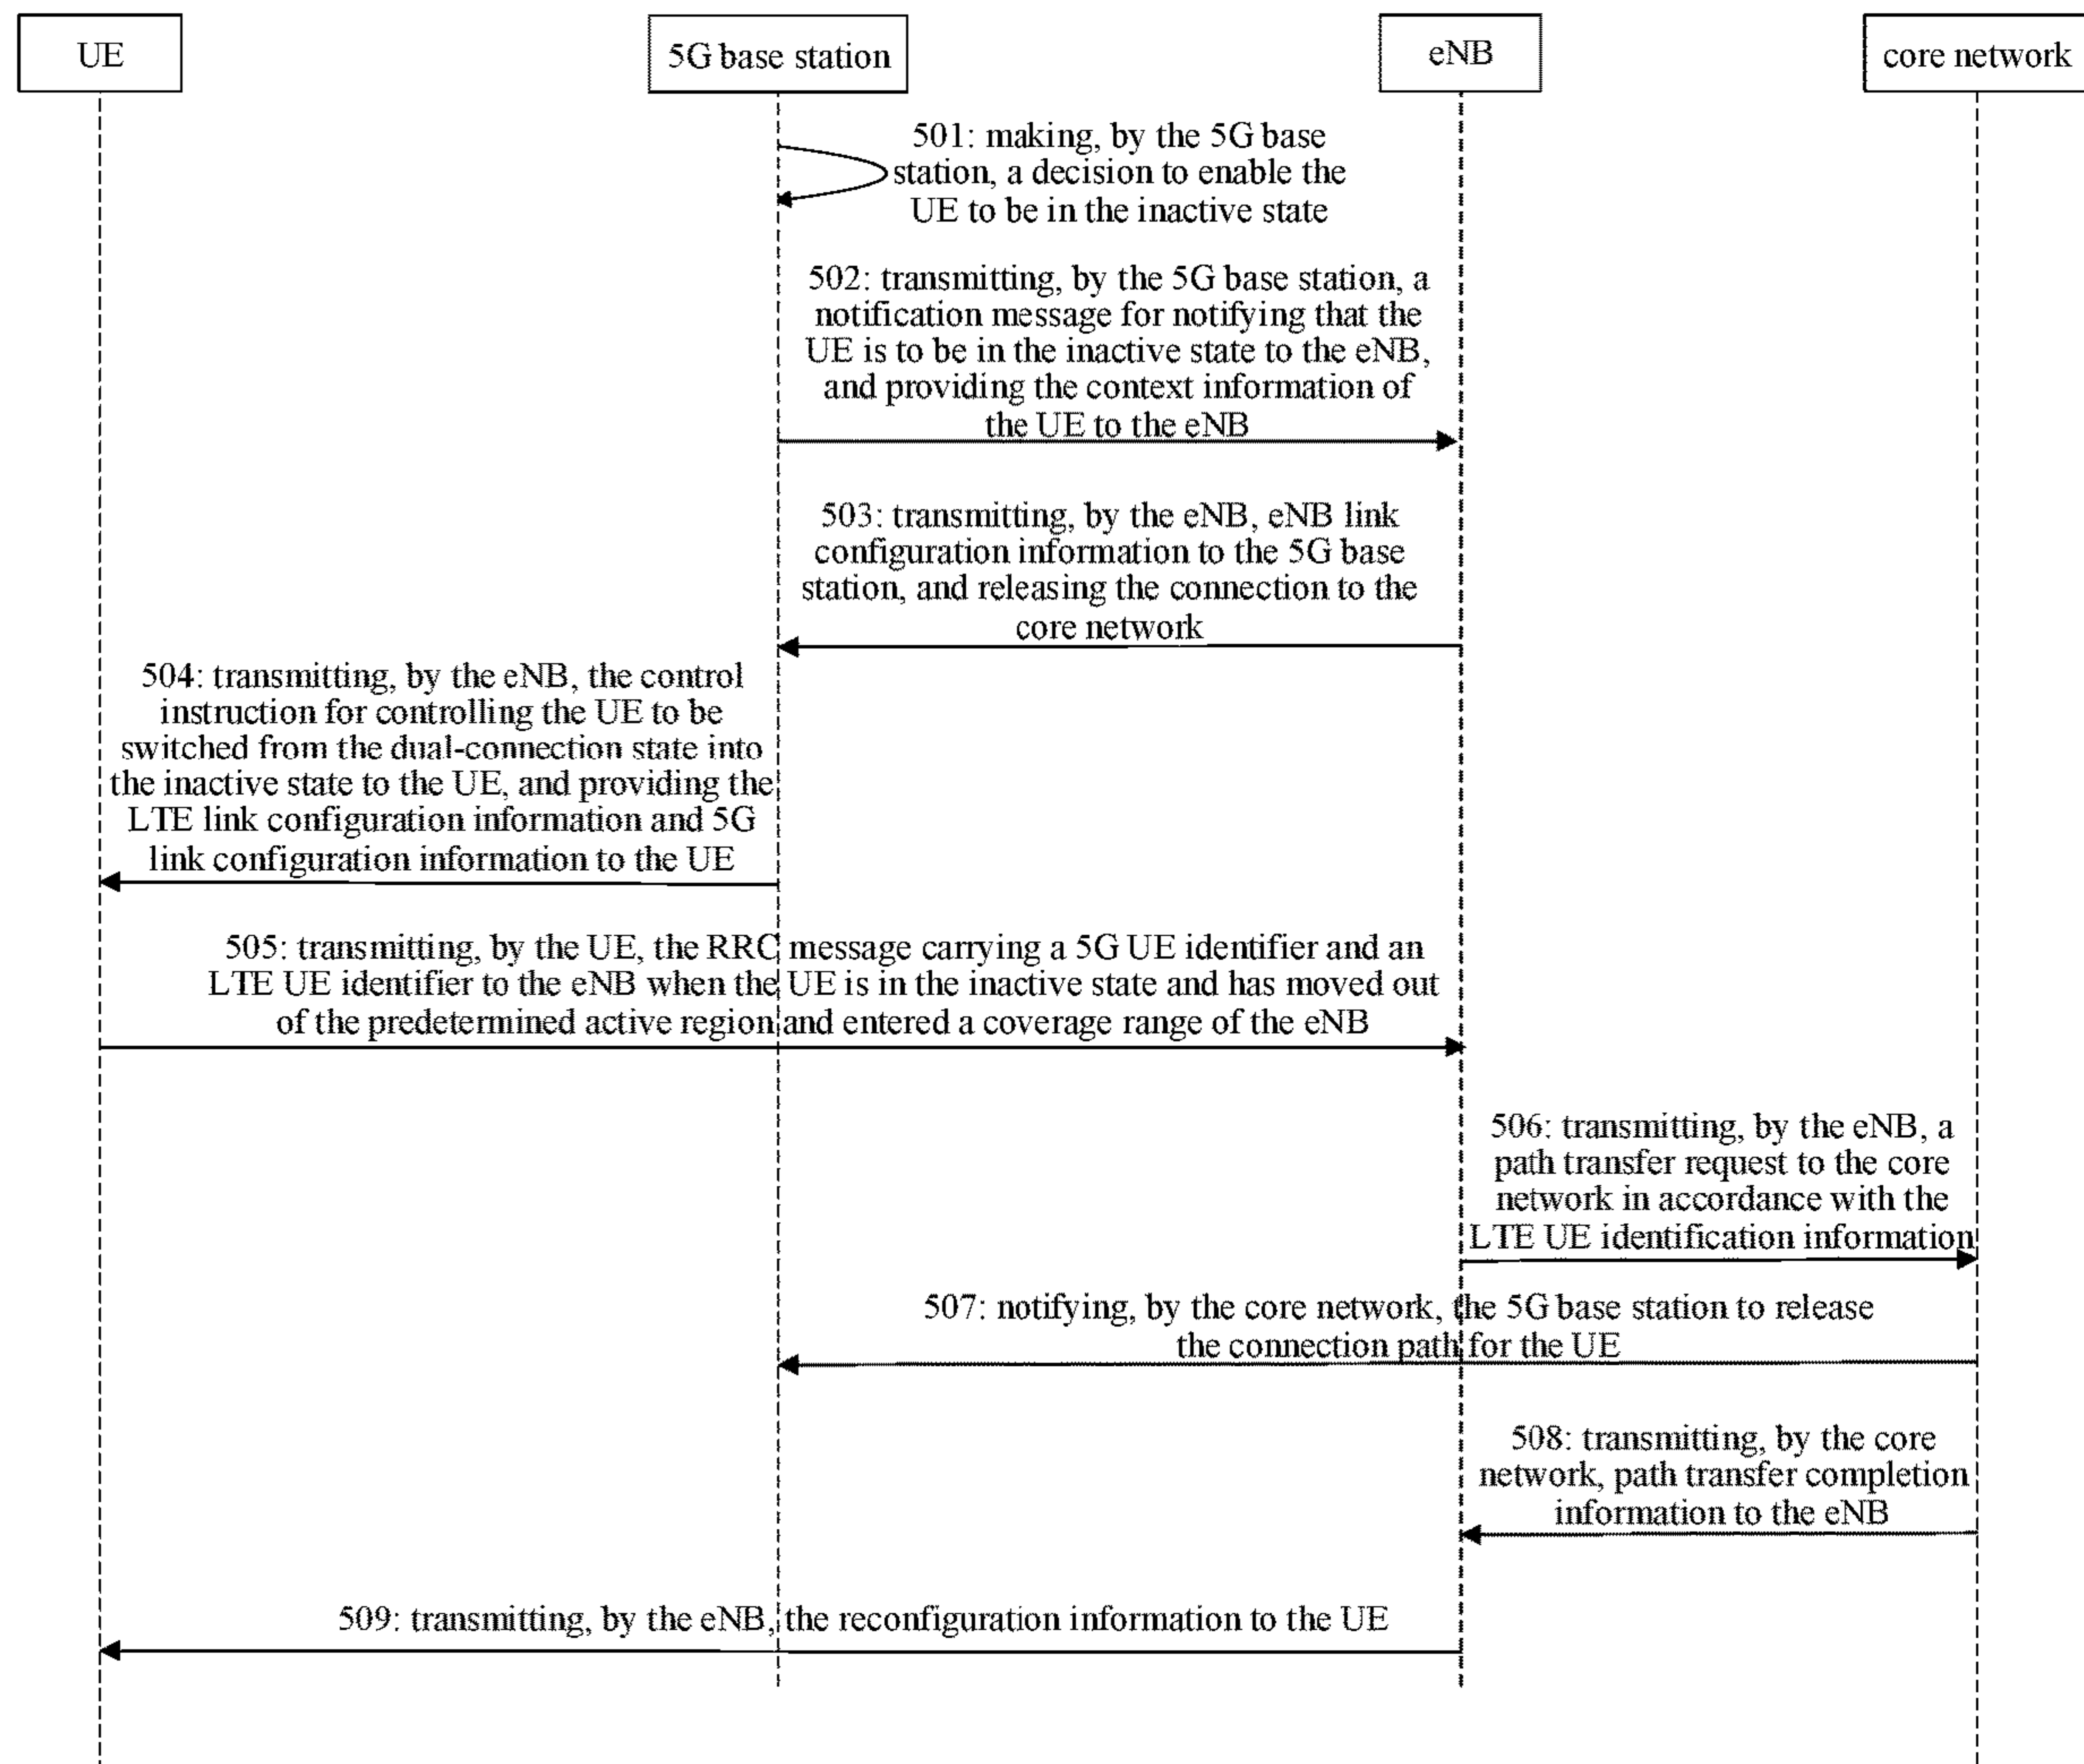 UE
5G base station
eNB
core network
501: making, by the 5G base
station, a decision to enable the
UE to be in the inactive state
502: transmitting, by the 5G base station, a
notification message for notifying that the
UE is to be in the inactive state to the eNB,
and providing the context information of
the UE to the eNB
503: transmitting, by the eNB, eNB link
configuration information to the 5G base
station, and releasing the connection to the
core network
504: transmitting, by the eNB, the control
instruction for controlling the UE to be
switched from the dual-connection state into
the inactive state to the UE, and providing the
LTE link configuration information and 5G
link configuration information to the UE
505: transmitting, by the UE, the RRC message carrying a 5G UE identifier and an
LTE UE identifier to the eNB when the UE is in the inactive state and has moved out
of the predetermined active region and entered a coverage range of the eNB
506: transmitting, by the eNB, a
path transfer request to the core
network in accordance with the
LTE UE identification information
507: notifying, by the core network, the 5G base station to release
the connection path for the UE
508: transmitting, by the core
network, path transfer completion
information to the eNB
509: transmitting, by the eNB, the reconfiguration information to the UE